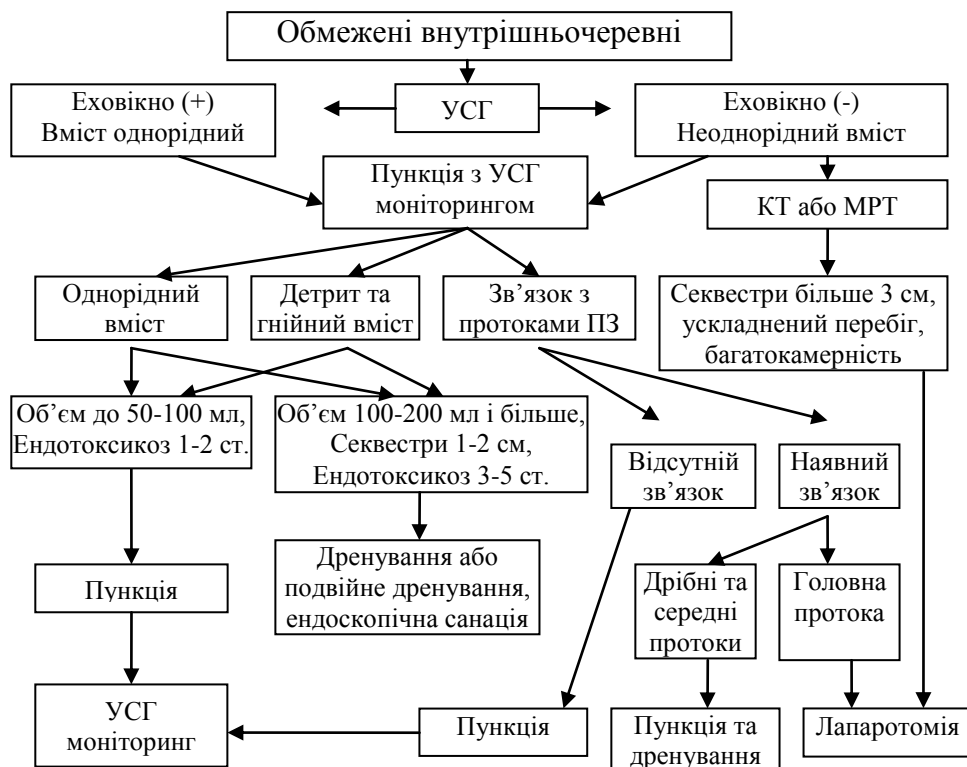 Обмежені внутрішньочеревні
Еховікно (+)
Вміст однорідний
УСГ
Еховікно (-)
Неоднорідний вміст
Пункція з УСГ
моніторингом
КТ або МРТ
Однорідний
вміст
Детрит та
гнійний вміст
Зв’язок з
протоками ПЗ
Секвестри більше 3 см,
ускладнений перебіг,
багатокамерність
Об’єм до 50-100 мл,
Ендотоксикоз 1-2 ст.
Об’єм 100-200 мл і більше,
Секвестри 1-2 см,
Ендотоксикоз 3-5 ст.
Відсутній
зв’язок
Наявний
зв’язок
Пункція
Дренування або
подвійне дренування,
ендоскопічна санація
Дрібні та
середні
протоки
Головна
протока
УСГ
моніторинг
Пункція
Пункція та
дренування
Лапаротомія